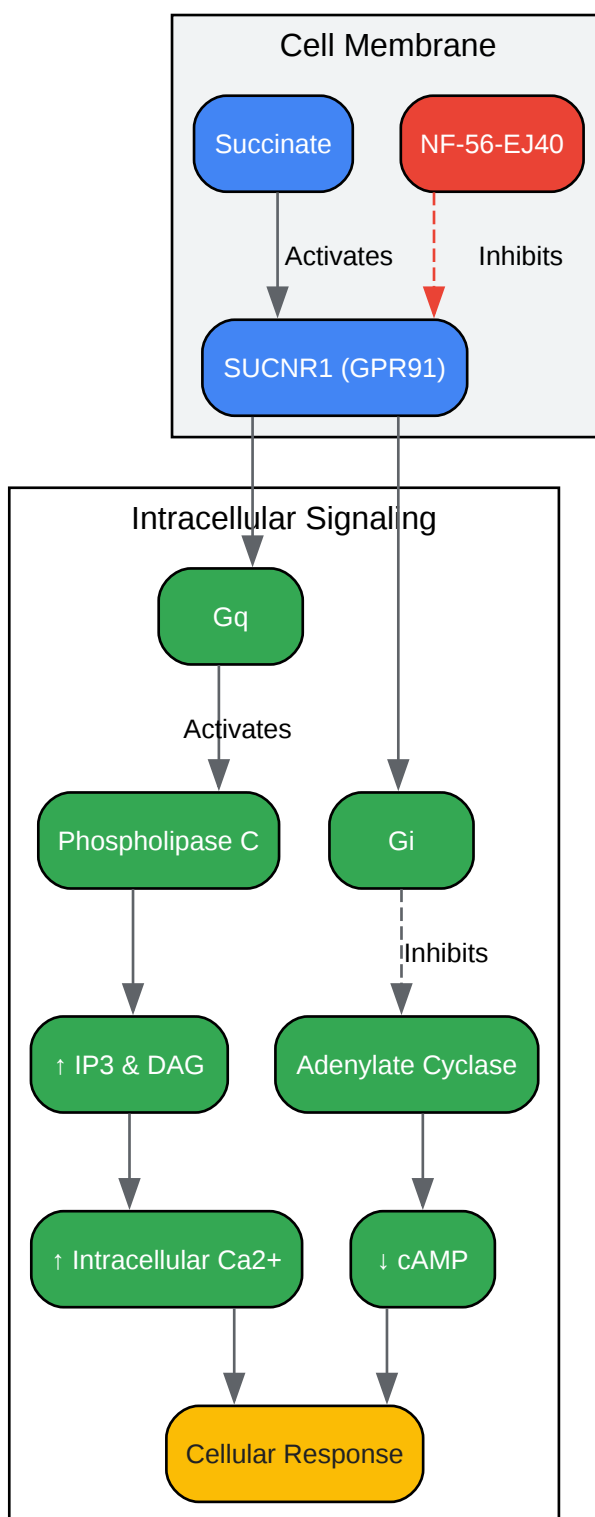 Cell Membrane
Succinate
NF-56-EJ40
Activates
Inhibits
SUCNR1 (GPR91)
Intracellular Signaling
Gq
Activates
Phospholipase C
Gi
Inhibits
↑ IP3 & DAG
Adenylate Cyclase
↑ Intracellular Ca2+
↓ cAMP
Cellular Response